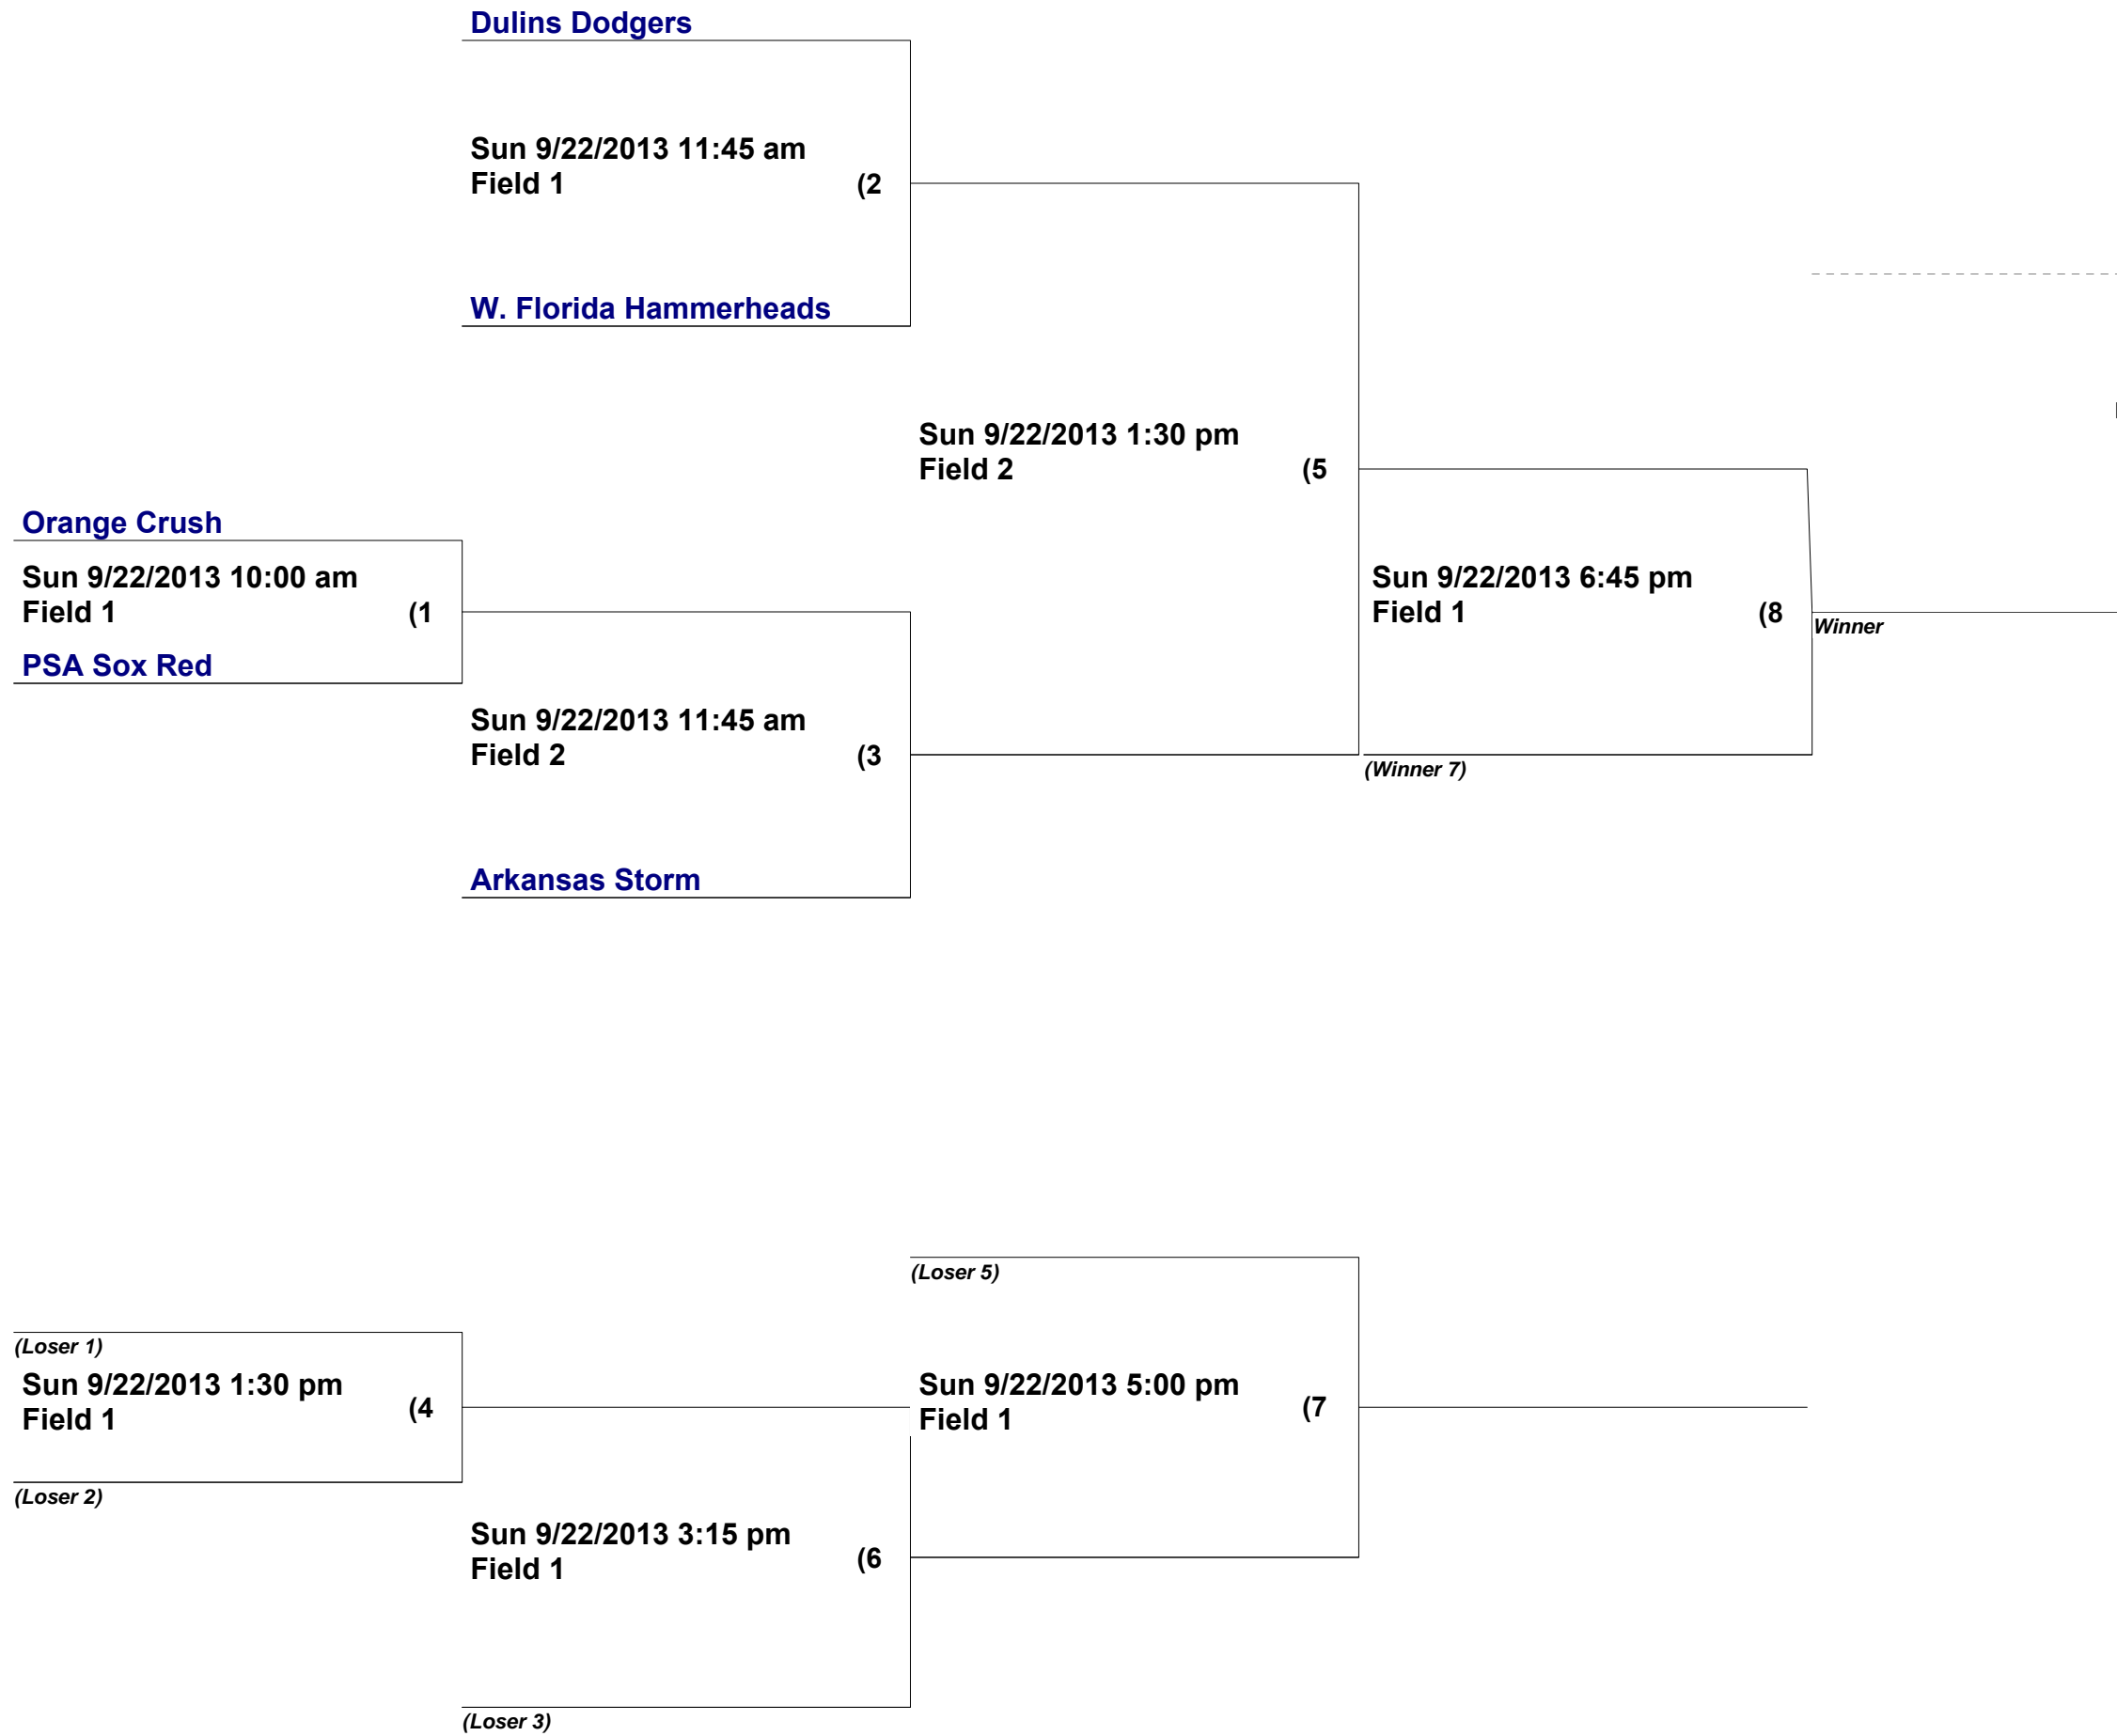 Dulins Dodgers
Sun 9/22/2013 11:45 am
Field 1 (2
W. Florida Hammerheads
Sun 9/22/2013 1:30 pm
Field 2 (5
Orange Crush
Sun 9/22/2013 10:00 am
Field 1 (1
PSA Sox Red
Sun 9/22/2013 6:45 pm
Field 1 (8
Winner
Sun 9/22/2013 11:45 am
Field 2 (3
(Winner 7)
Arkansas Storm
(Loser 5)
(Loser 1)
Sun 9/22/2013 1:30 pm
Field 1 (4
(Loser 2)
Sun 9/22/2013 5:00 pm
Field 1 (7
Sun 9/22/2013 3:15 pm
Field 1 (6
(Loser 3)